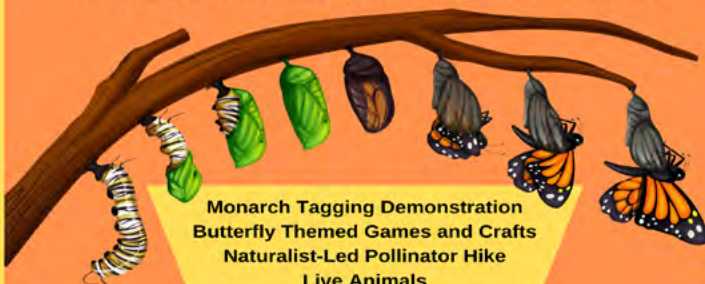 Monarch Tagging Demonstration
Butterfly Themed Games and Crafts
Naturalist-Led Pollinator Hike
Live Animals